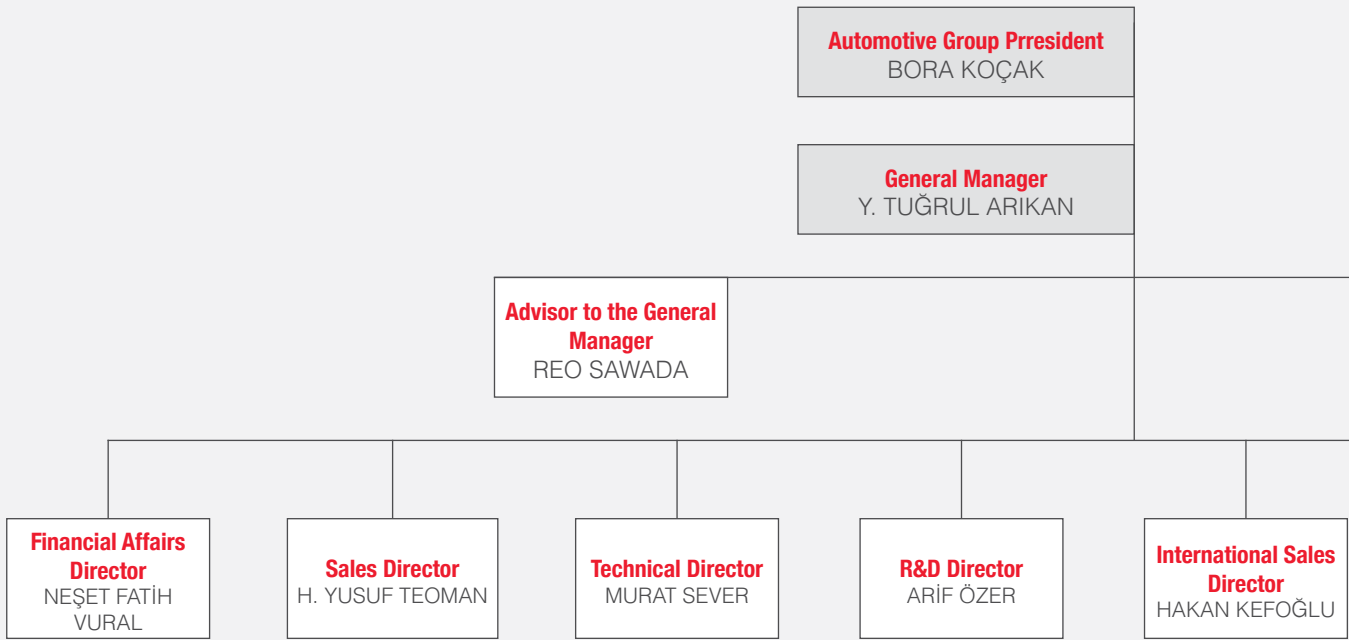 Automotive Group Prresident
BORA KOÇAK
General Manager
Y. TUĞRUL ARIKAN
Advisor to the General
Manager
REO SAWADA
Financial Affairs
Director
NEŞET FATİH
VURAL
Sales Director
H. YUSUF TEOMAN
Technical Director
MURAT SEVER
R&D Director
ARİF ÖZER
International Sales
Director
HAKAN KEFOĞLU